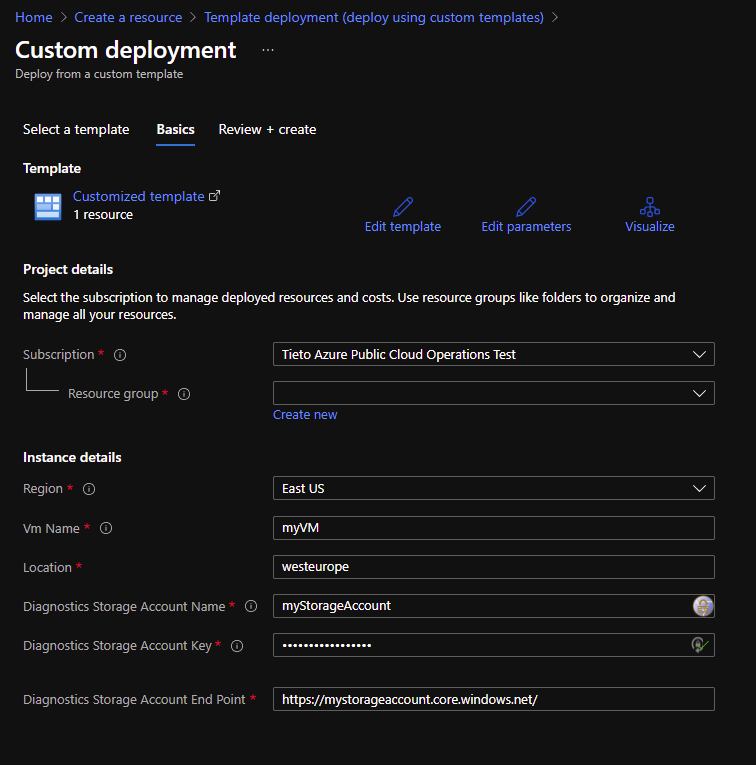 Home > Create a resource > Template deployment (deploy using custom templates) >
Custom deployment ...
Deploy from a custom template
Select a template Basics Review + create
Template
Customized template
1 resource
Edit template Edit parameters Visualize
Project details
Select the subscription to manage deployed resources and costs. Use resource groups like folders to organize and
manage all your resources.
Subscription * Tieto Azure Public Cloud Operations Test
Resource group *
Create new
Instance details
Region * East US
Vm Name * myVM
Location * westeurope
Diagnostics Storage Account Name * myStorageAccount
Diagnostics Storage Account Key * •••••••••••••••••
Diagnostics Storage Account End Point * https://mystorageaccount.core.windows.net/